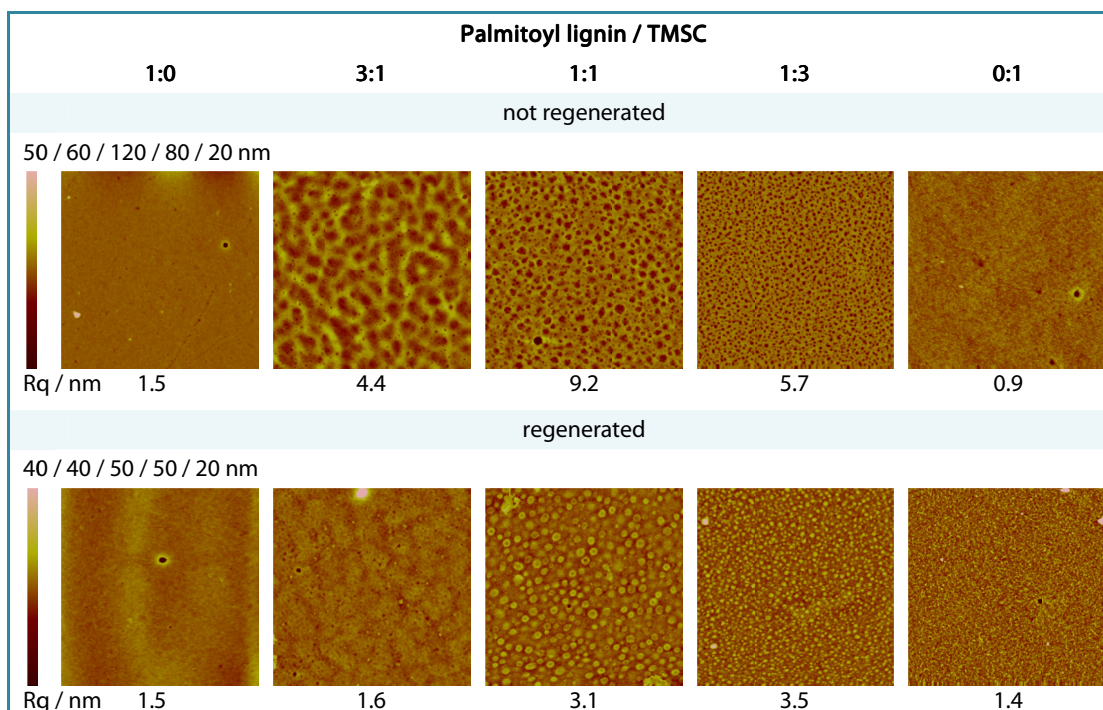 Palmitoyl lignin / TMSC
1:0 3:1 1:1 1:3 0:1
not regenerated
50 / 60 / 120 / 80 / 20 nm
Rq / nm 1.5 4.4 9.2 5.7 0.9
regenerated
40 / 40 / 50 / 50 / 20 nm
Rq / nm 1.5 1.6 3.1 3.5 1.4